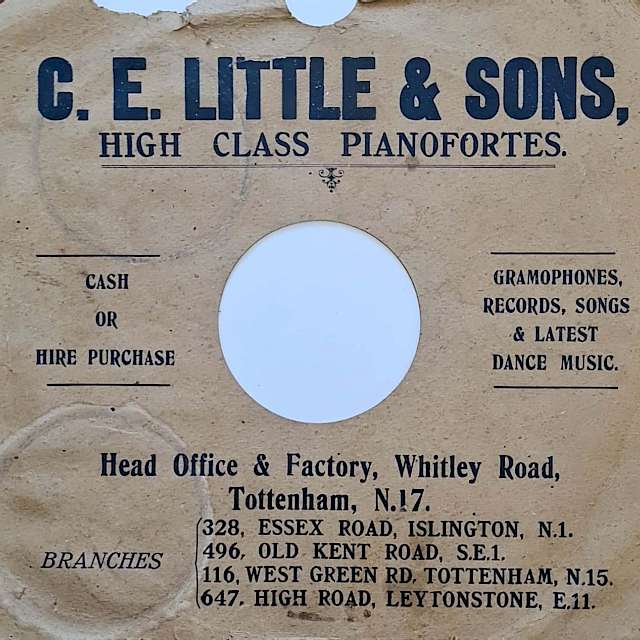 C. E. LITTLE & SONS,
HIGH CLASS PIANOFORTES.
CASH
OR
HIRE PURCHASE
GRAMOPHONES,
RECORDS, SONGS
& LATEST
DANCE MUSIC.
Head Office & Factory, Whitley Road,
Tottenham, N.17.
BRANCHES
328, ESSEX ROAD, ISLINGTON, N.1.
496, OLD KENT ROAD, S.E.1.
116, WEST GREEN RD. TOTTENHAM, N.15.
647, HIGH ROAD, LEYTONSTONE, E.11.